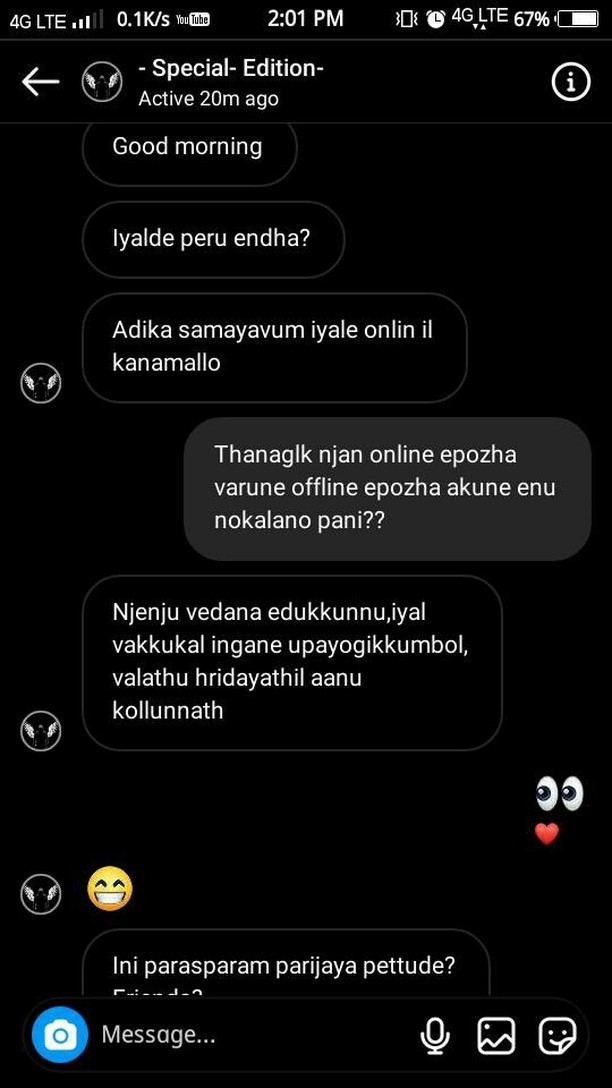 4G LTE 0.1K/s YouTube 2:01 PM 4G LTE 67%
- Special- Edition-
Active 20m ago
Good morning
Iyalde peru endha?
Adika samayavum iyale onlin il
kanamallo
Thanaglk njan online epozha
varune offline epozha akune enu
nokalano pani??
Njenju vedana edukkunnu,iyal
vakkukal ingane upayogikkumbol,
valathu hridayathil aanu
kollunnath
👀
❤️
😁
Ini parasparam parijaya pettude?
Friends?
Message...